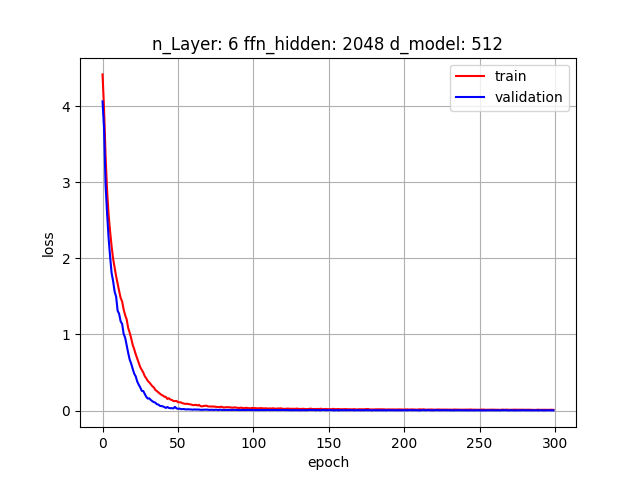 n_Layer: 6 ffn_hidden: 2048 d_model: 512
train
validation
4
3
2
1
0
loss
0 50 100 150 200 250 300
epoch